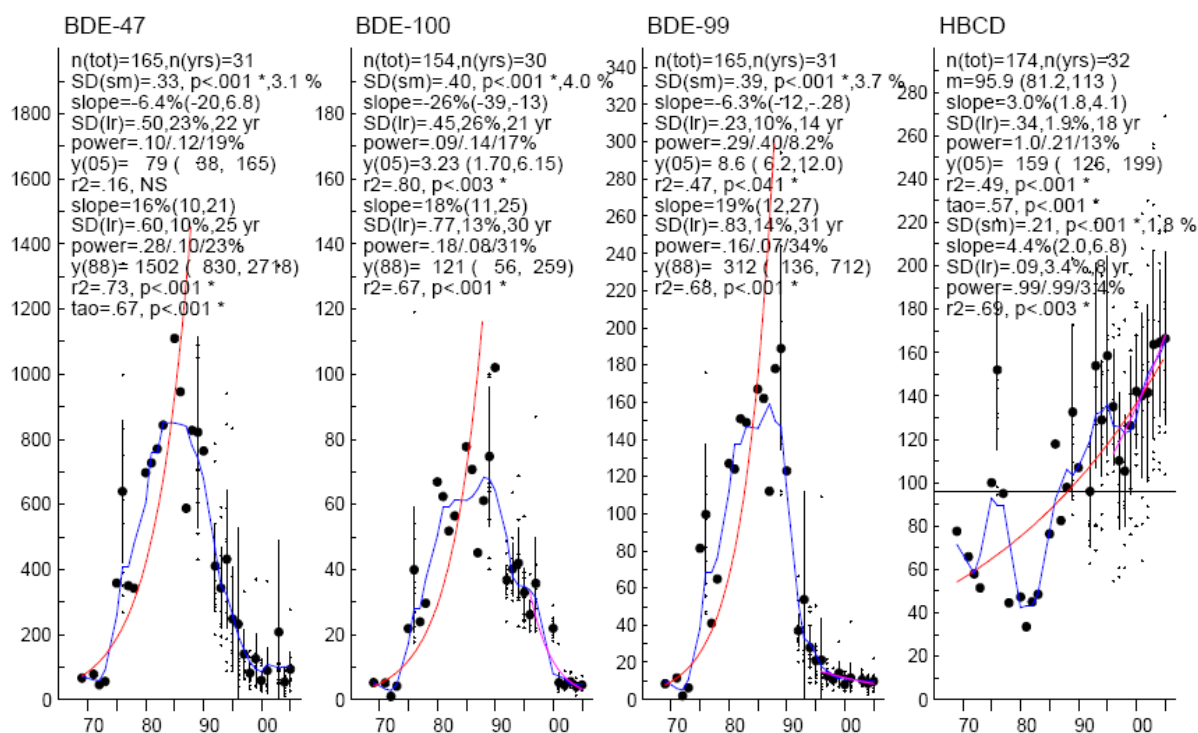 BDE-47
n(tot)=165,n(yrs)=31
SD(sm)=.33, p<.001 *,3.1 %
slope=-6.4%(-20,6.8)
SD(lr)=.50,23%,22 yr
power=.10/.12/19%
y(05)= 79 ( 38, 165)
r2=.16, NS
slope=16%(10,21)
SD(lr)=.60,10%,25 yr
power=.28/.10/23%
y(88)= 1502 ( 830, 2718)
r2=.73, p<.001 *
tao=.67, p<.001 *
1800
1600
1400
1200
1000
800
600
400
200
0
70 80 90 00
BDE-100
n(tot)=154,n(yrs)=30
SD(sm)=.40, p<.001 *,4.0 %
slope=-26%(-39,-13)
SD(lr)=.45,26%,21 yr
power=.09/.14/17%
y(05)=3.23 (1.70,6.15)
r2=.80, p<.003 *
slope=18%(11,25)
SD(lr)=.77,13%,30 yr
power=.18/.08/31%
y(88)= 121 ( 56, 259)
r2=.67, p<.001 *
180
160
140
120
100
80
60
40
20
0
70 80 90 00
BDE-99
n(tot)=165,n(yrs)=31
SD(sm)=.39, p<.001 *,3.7 %
slope=-6.3%(-12,-.28)
SD(lr)=.23,10%,14 yr
power=.29/.40/8.2%
y(05)= 8.6 ( 6.2,12.0)
r2=.47, p<.041 *
slope=19%(12,27)
SD(lr)=.83,14%,31 yr
power=.16/.07/34%
y(88)= 312 ( 136, 712)
r2=.68, p<.001 *
340
320
300
280
260
240
220
200
180
160
140
120
100
80
60
40
20
0
70 80 90 00
HBCD
n(tot)=174,n(yrs)=32
m=95.9 (81.2,113 )
slope=3.0%(1.8,4.1)
SD(lr)=.34,1.9%,18 yr
power=1.0/.21/13%
y(05)= 159 ( 126, 199)
r2=.49, p<.001 *
tao=.57, p<.001 *
SD(sm)=.21, p<.001 *,1.8 %
slope=4.4%(2.0,6.8)
SD(lr)=.09,3.4%,8 yr
power=.99/.99/3.4%
r2=.69, p<.003 *
280
260
240
220
200
180
160
140
120
100
80
60
40
20
0
70 80 90 00